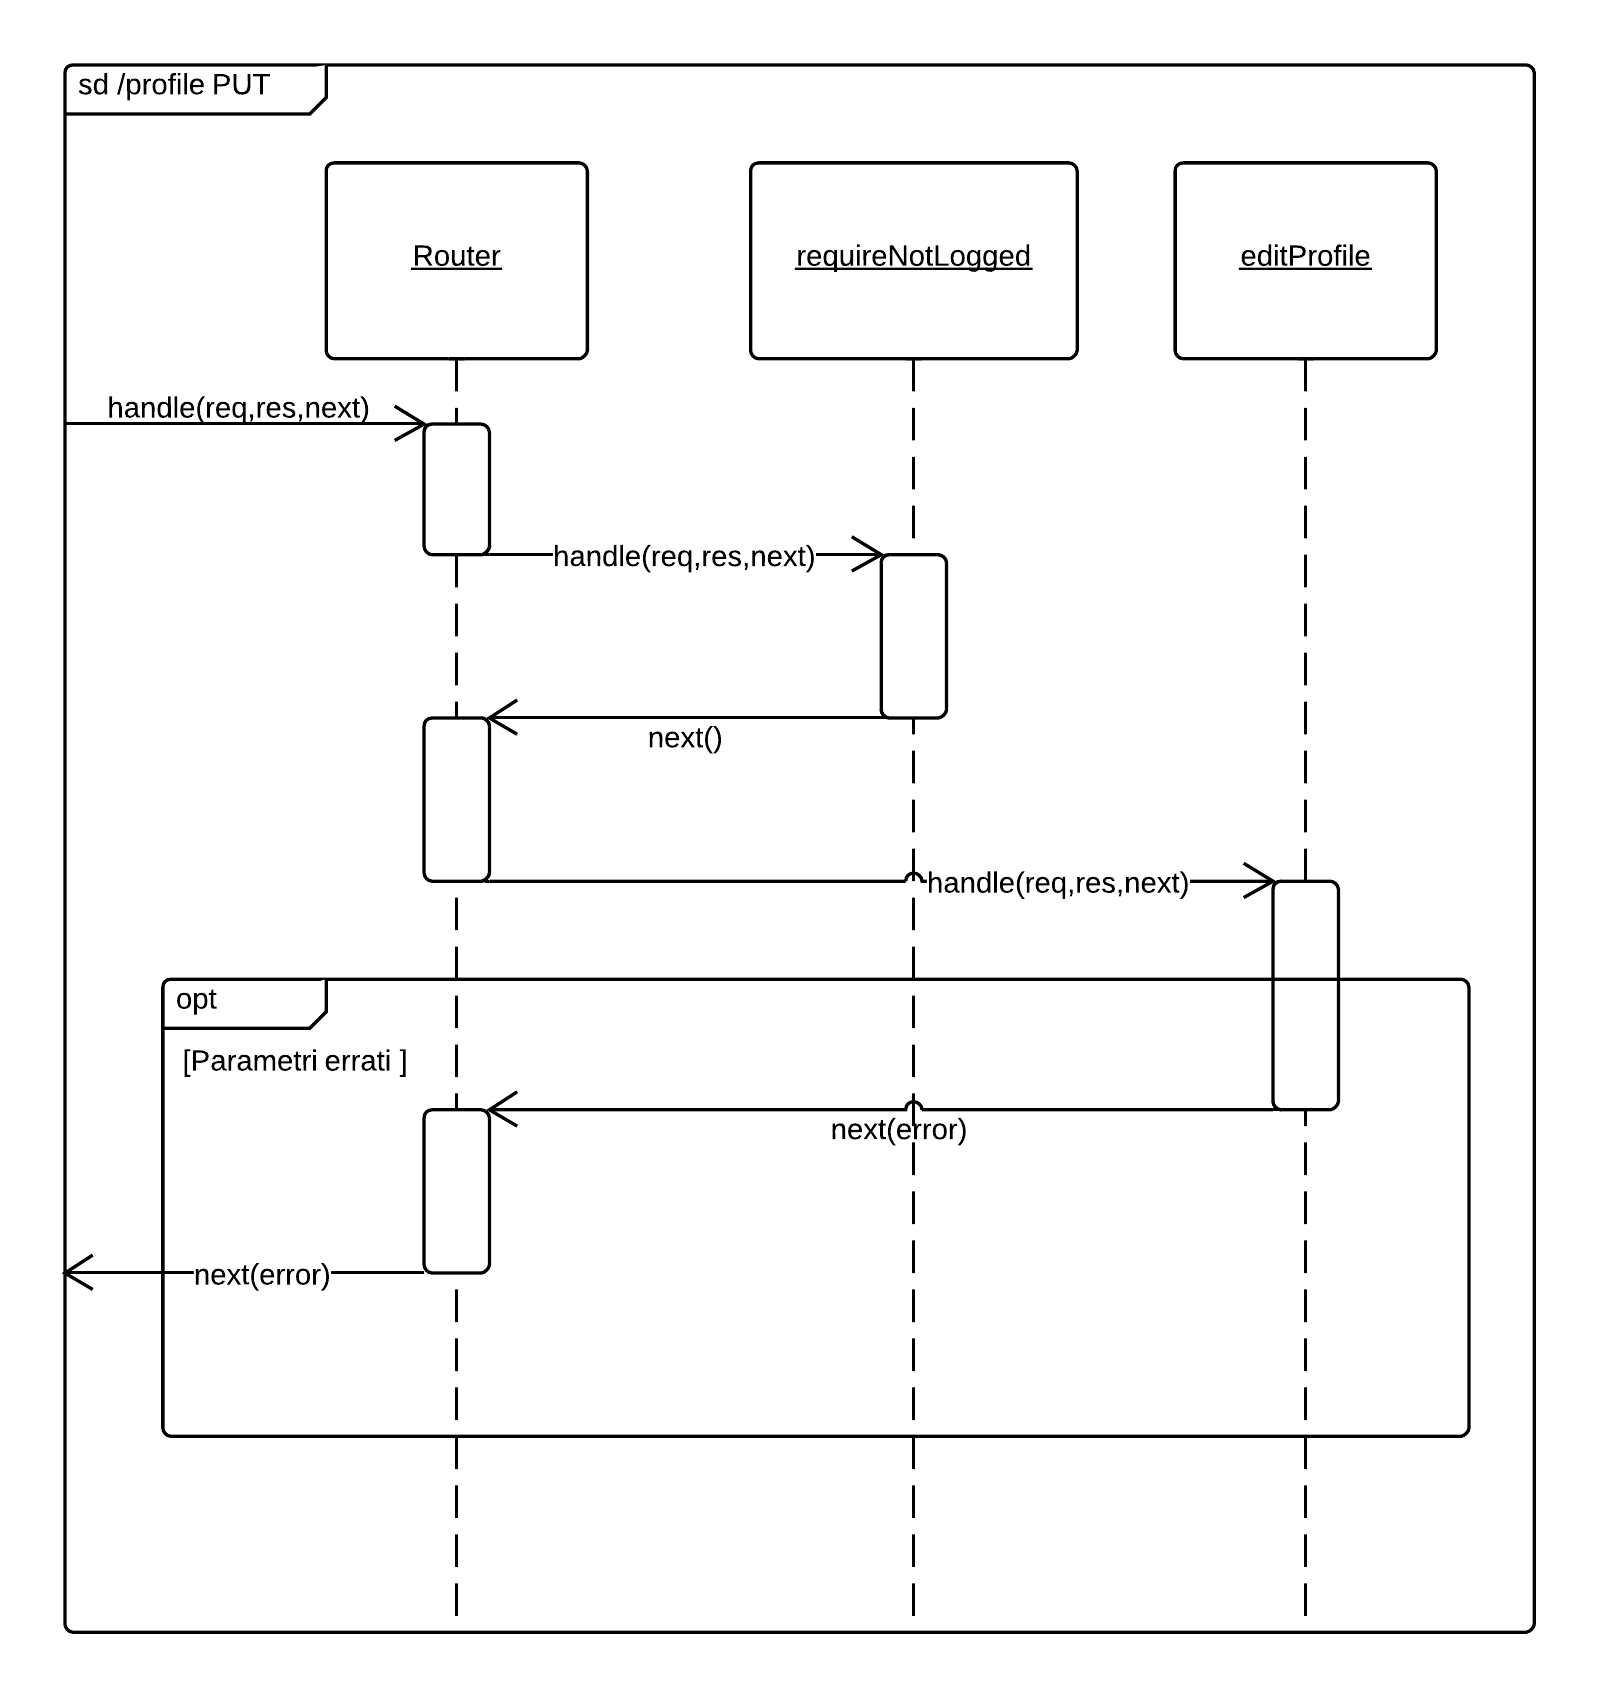 sd /profile PUT
Router
requireNotLogged
editProfile
handle(req,res,next)
handle(req,res,next)
next()
handle(req,res,next)
opt
[Parametri errati ]
next(error)
next(error)